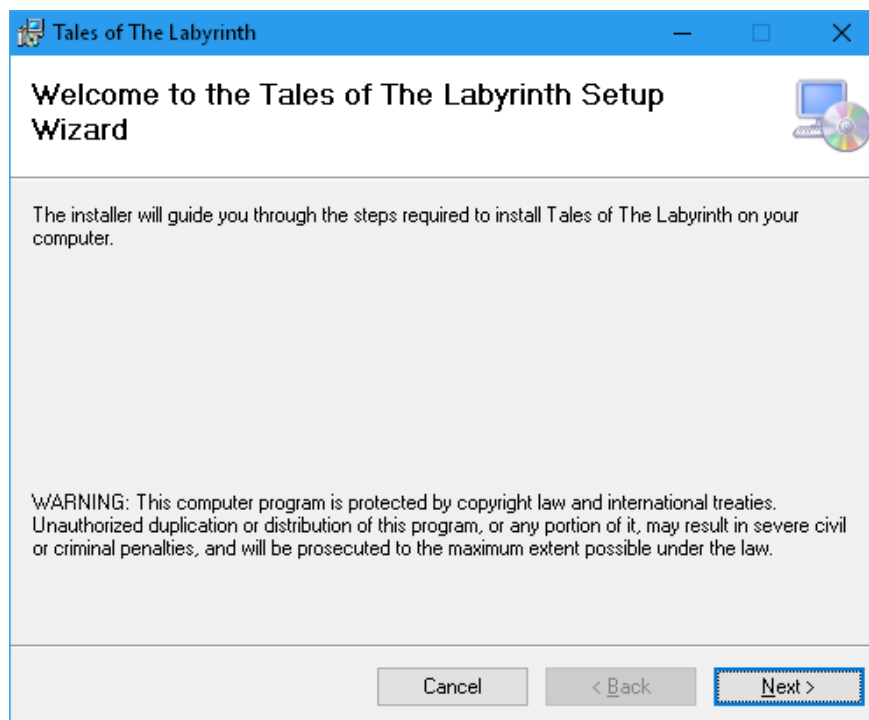 Tales of The Labyrinth
Welcome to the Tales of The Labyrinth Setup
Wizard
The installer will guide you through the steps required to install Tales of The Labyrinth on your
computer.
WARNING: This computer program is protected by copyright law and international treaties.
Unauthorized duplication or distribution of this program, or any portion of it, may result in severe civil
or criminal penalties, and will be prosecuted to the maximum extent possible under the law.
Cancel < Back Next >